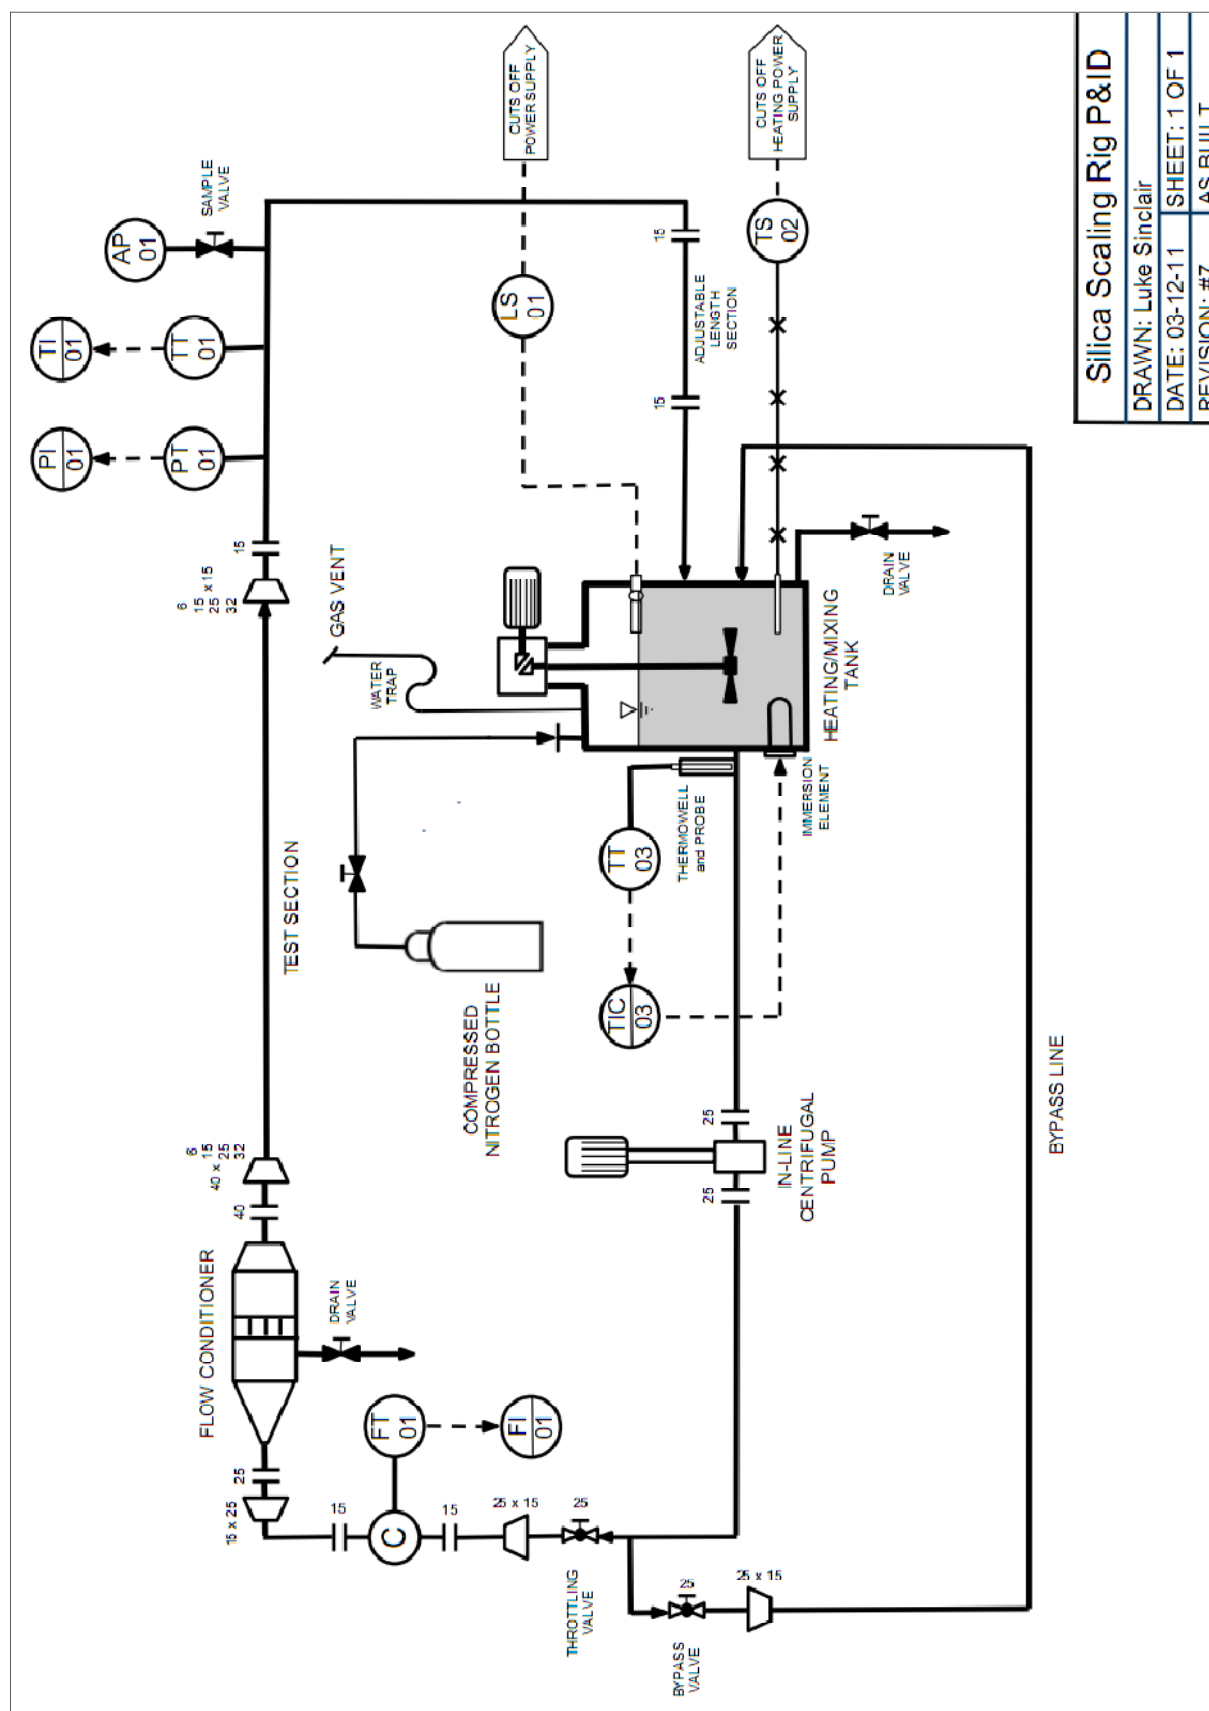 PI
01
TI
01
PT
01
TT
01
AP
01
SAMPLE
VALVE
FLOW CONDITIONER
15 x 25
25
40
40 x
6
15
25
32
6
15
25
32
x 15
15
TEST SECTION
DRAIN
VALVE
GAS VENT
WATER
TRAP
15
FT
01
C
15
FI
01
COMPRESSED
NITROGEN BOTTLE
LS
01
CUTS OFF
POWER SUPPLY
25 x 15
25
THROTTLING
VALVE
TIC
03
TT
03
THERMOWELL
and PROBE
15
15
ADJUSTABLE
LENGTH
SECTION
25
BYPASS
VALVE
25
25
IN-LINE
CENTRIFUGAL
PUMP
25 x 15
IMMERSION
ELEMENT
HEATING/MIXING
TANK
TS
02
CUTS OFF
HEATING POWER
SUPPLY
DRAIN
VALVE
BYPASS LINE
Silica Scaling Rig P&ID
DRAWN: Luke Sinclair
DATE: 03-12-11 SHEET: 1 OF 1
REVISION: #7 AS BUILT